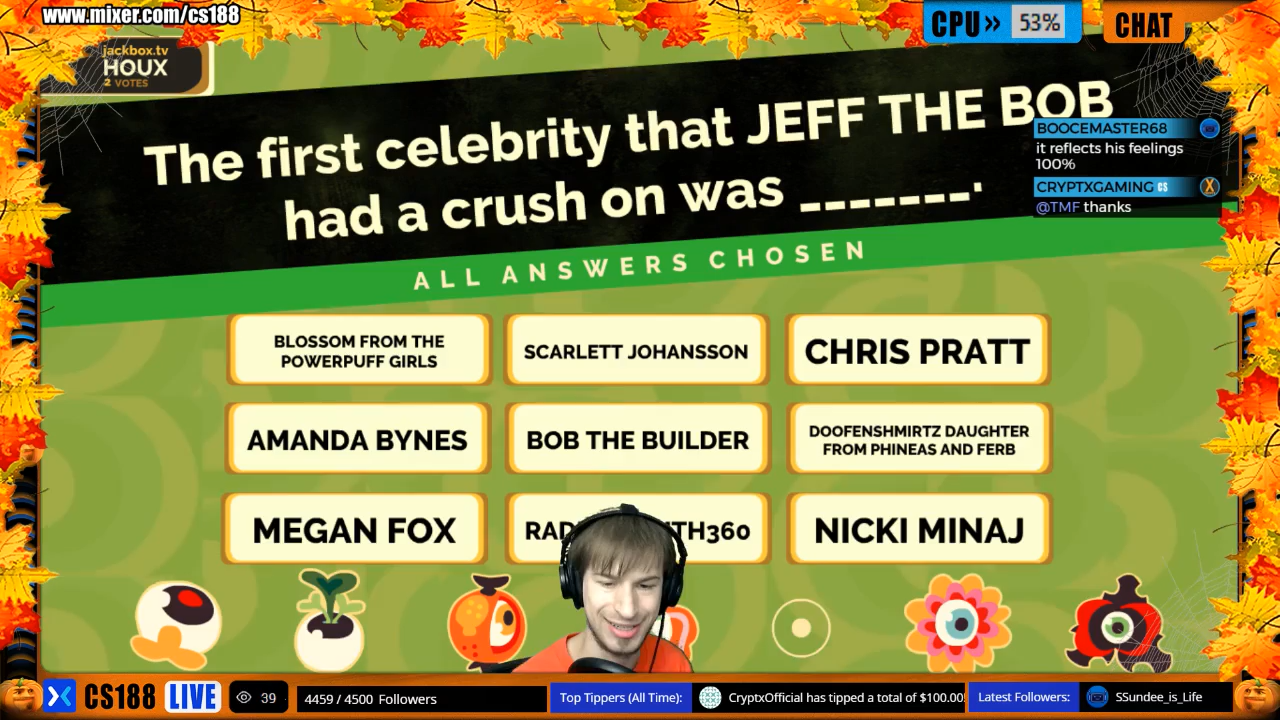 www.mixer.com/cs188
CPU»
53%
CHAT
jackbox.tv
HOUX
2 VOTES
The first celebrity that JEFF THE BOB
had a crush on was _______.
BOOCEMASTER68
it reflects his feelings
100%
CRYPTXGAMING CS
@TMF thanks
ALL ANSWERS CHOSEN
BLOSSOM FROM THE
POWERPUFF GIRLS
SCARLETT JOHANSSON
CHRIS PRATT
AMANDA BYNES
BOB THE BUILDER
DOOFENSHMIRTZ DAUGHTER
FROM PHINEAS AND FERB
MEGAN FOX
NICKI MINAJ
CS188 LIVE
39
4459 / 4500 Followers
Top Tippers (All Time):
CryptxOfficial has tipped a total of $100.00!
Latest Followers:
SSundee_is_Life